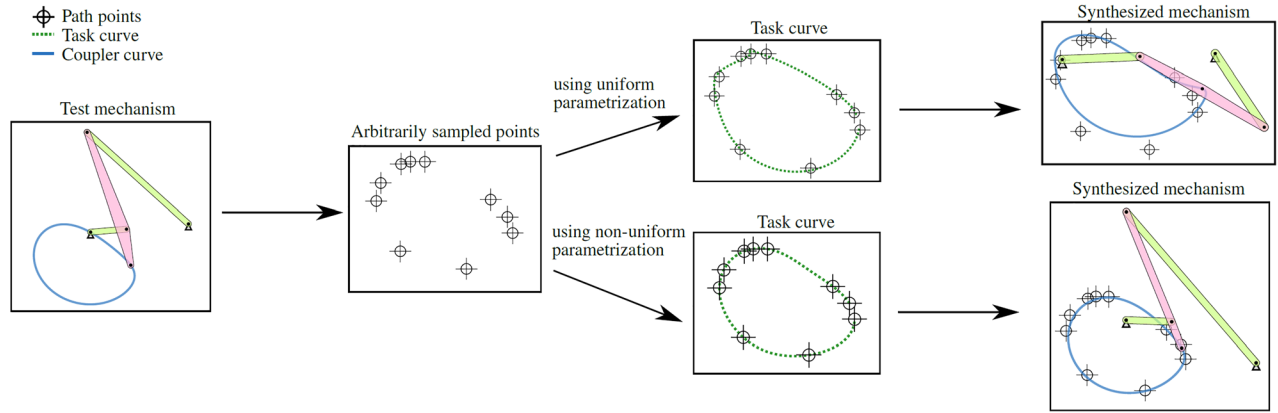 Path points
Task curve
Coupler curve
Test mechanism
Arbitrarily sampled points
using uniform
parametrization
using non-uniform
parametrization
Task curve
Task curve
Synthesized mechanism
Synthesized mechanism